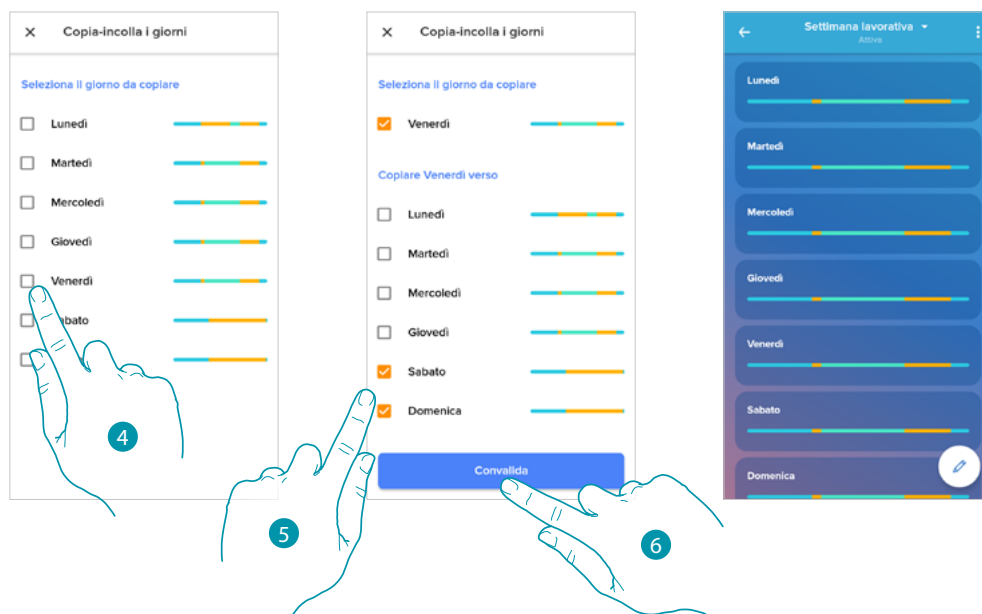 Copia-incolla i giorni
Seleziona il giorno da copiare
Lunedì
Martedì
Mercoledì
Giovedì
Venerdì
bato
4
Copia-incolla i giorni
Seleziona il giorno da copiare
Venerdì
Copiare Venerdì verso
Lunedì
Martedì
Mercoledì
Giovedì
Sabato
Domenica
Convalida
5
6
Settimana lavorativa
Attiva
Lunedì
Martedì
Mercoledì
Giovedì
Venerdì
Sabato
Domenica